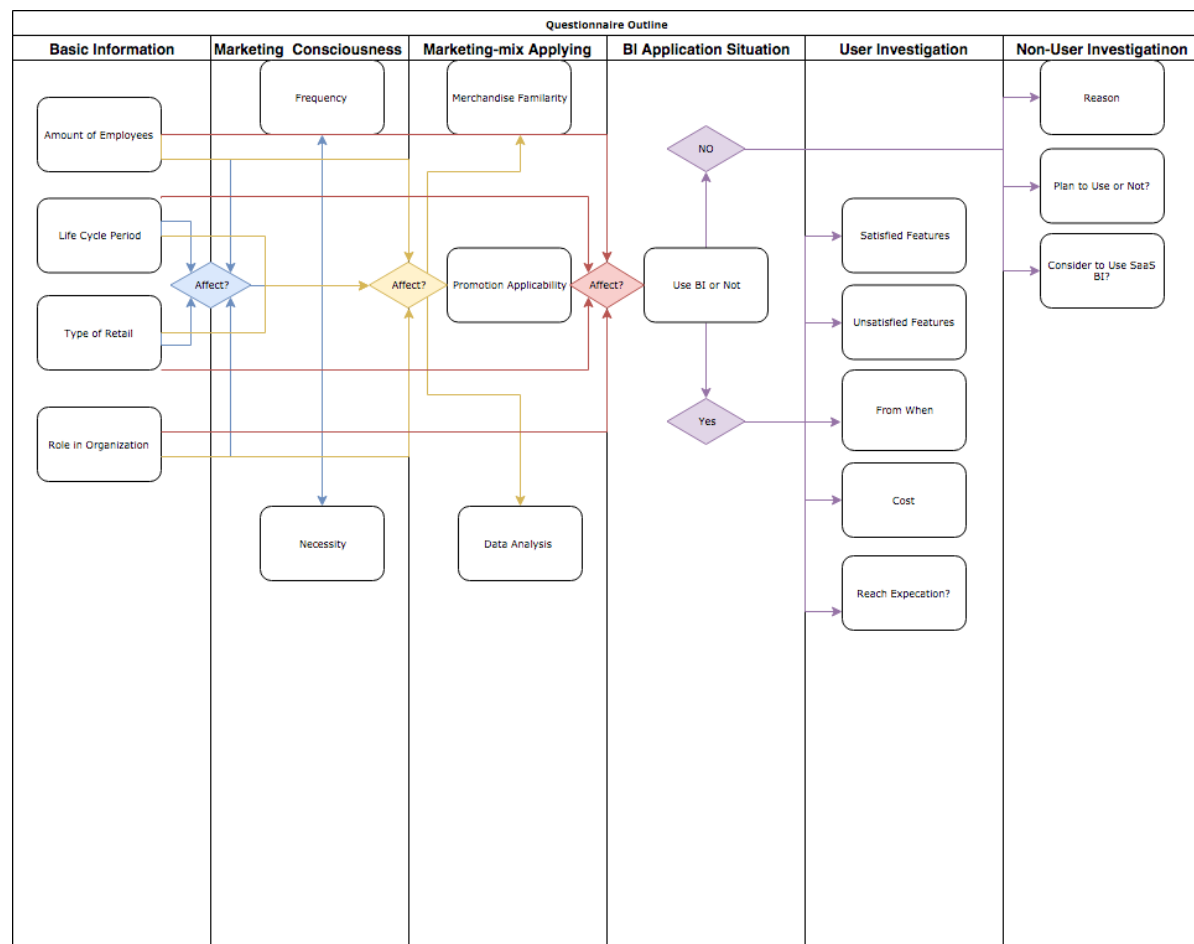 Questionnaire Outline
Basic Information
Marketing Consciousness
Marketing-mix Applying
BI Application Situation
User Investigation
Non-User Investigatinon
Amount of Employees
Life Cycle Period
Type of Retail
Role in Organization
Affect?
Frequency
Necessity
Affect?
Merchandise Familarity
Promotion Applicability
Data Analysis
Affect?
NO
Use BI or Not
Yes
Satisfied Features
Unsatisfied Features
From When
Cost
Reach Expecation?
Reason
Plan to Use or Not?
Consider to Use SaaS
BI?